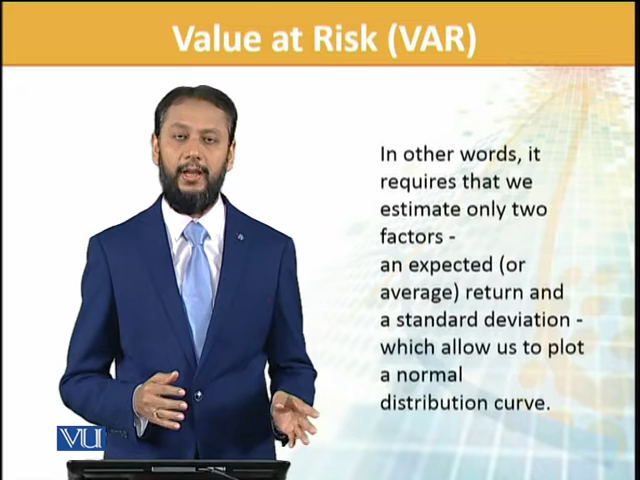 Value at Risk (VAR)
In other words, it
requires that we
estimate only two
factors -
an expected (or
average) return and
a standard deviation -
which allow us to plot
a normal
distribution curve.
VU